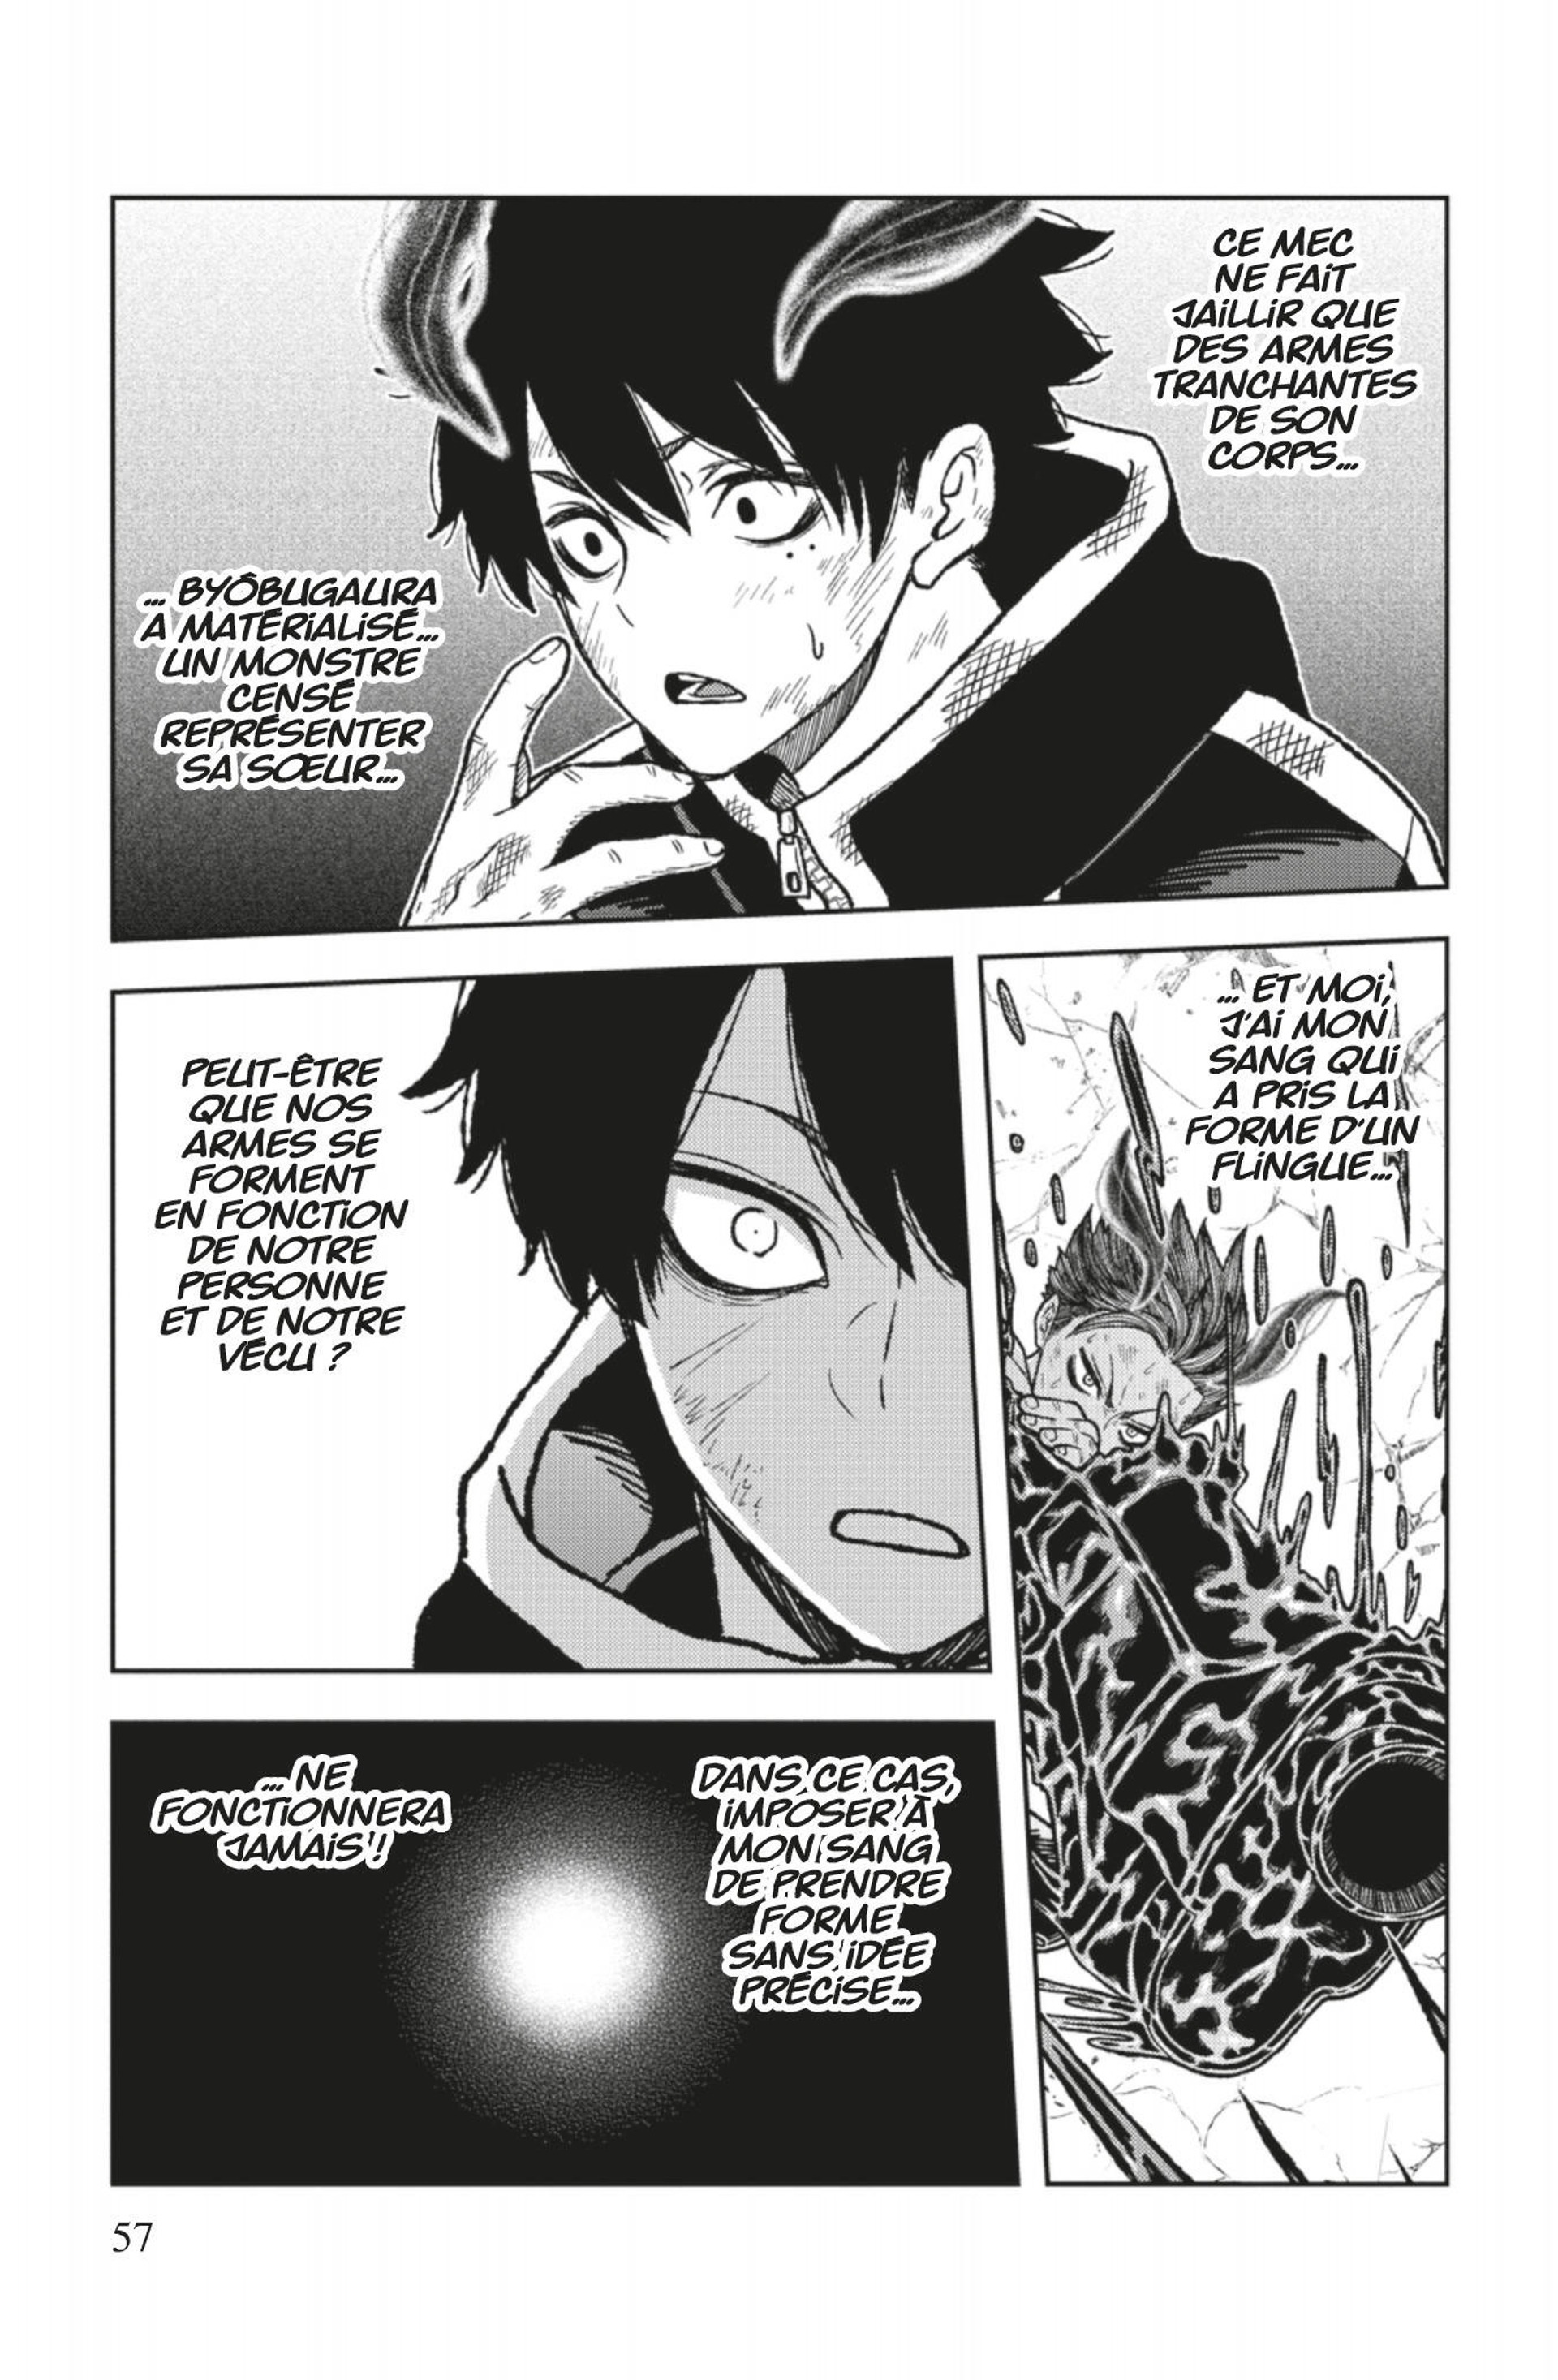 CE MEC
NE FAIT
JAILLIR QUE
DES ARMES
TRANCHANTES
DE SON
CORPS...
... BYÔBUGAURA
A MATÉRIALISÉ...
UN MONSTRE
CENSÉ
REPRÉSENTER
SA SŒUR...
... ET MOI,
J'AI MON
SANG QUI
A PRIS LA
FORME D'UN
FLINGUE...
PEUT-ÊTRE
QUE NOS
ARMES SE
FORMENT
EN FONCTION
DE NOTRE
PERSONNE
ET DE NOTRE
VÉCU ?
DANS CE CAS,
IMPOSER À
MON SANG
DE PRENDRE
FORME
SANS IDÉE
PRÉCISE...
... NE
FONCTIONNERA
JAMAIS !
57